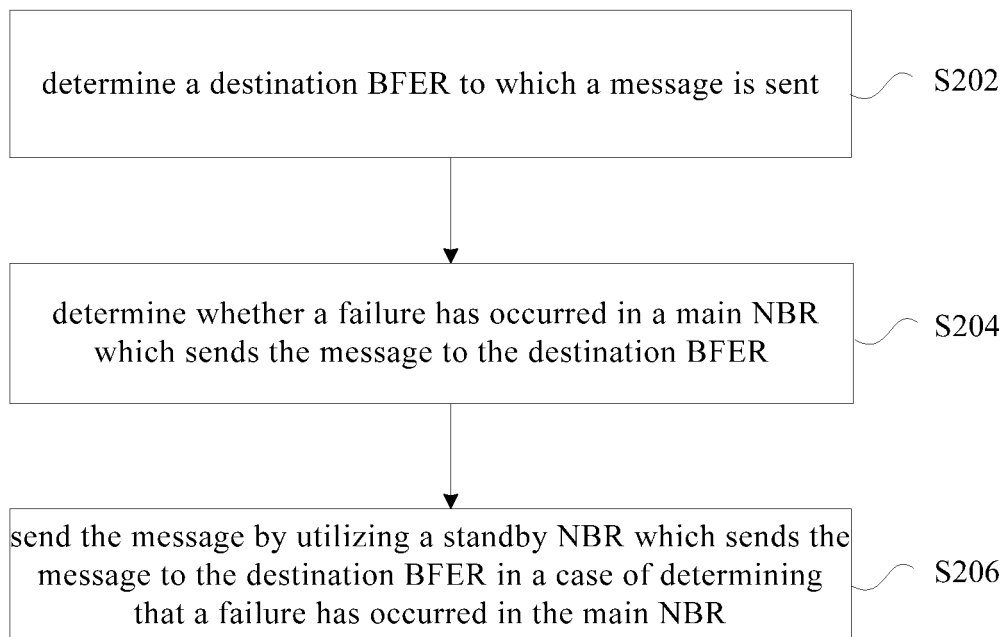 determine a destination BFER to which a message is sent
S202
determine whether a failure has occurred in a main NBR
which sends the message to the destination BFER
S204
send the message by utilizing a standby NBR which sends the
message to the destination BFER in a case of determining
that a failure has occurred in the main NBR
S206